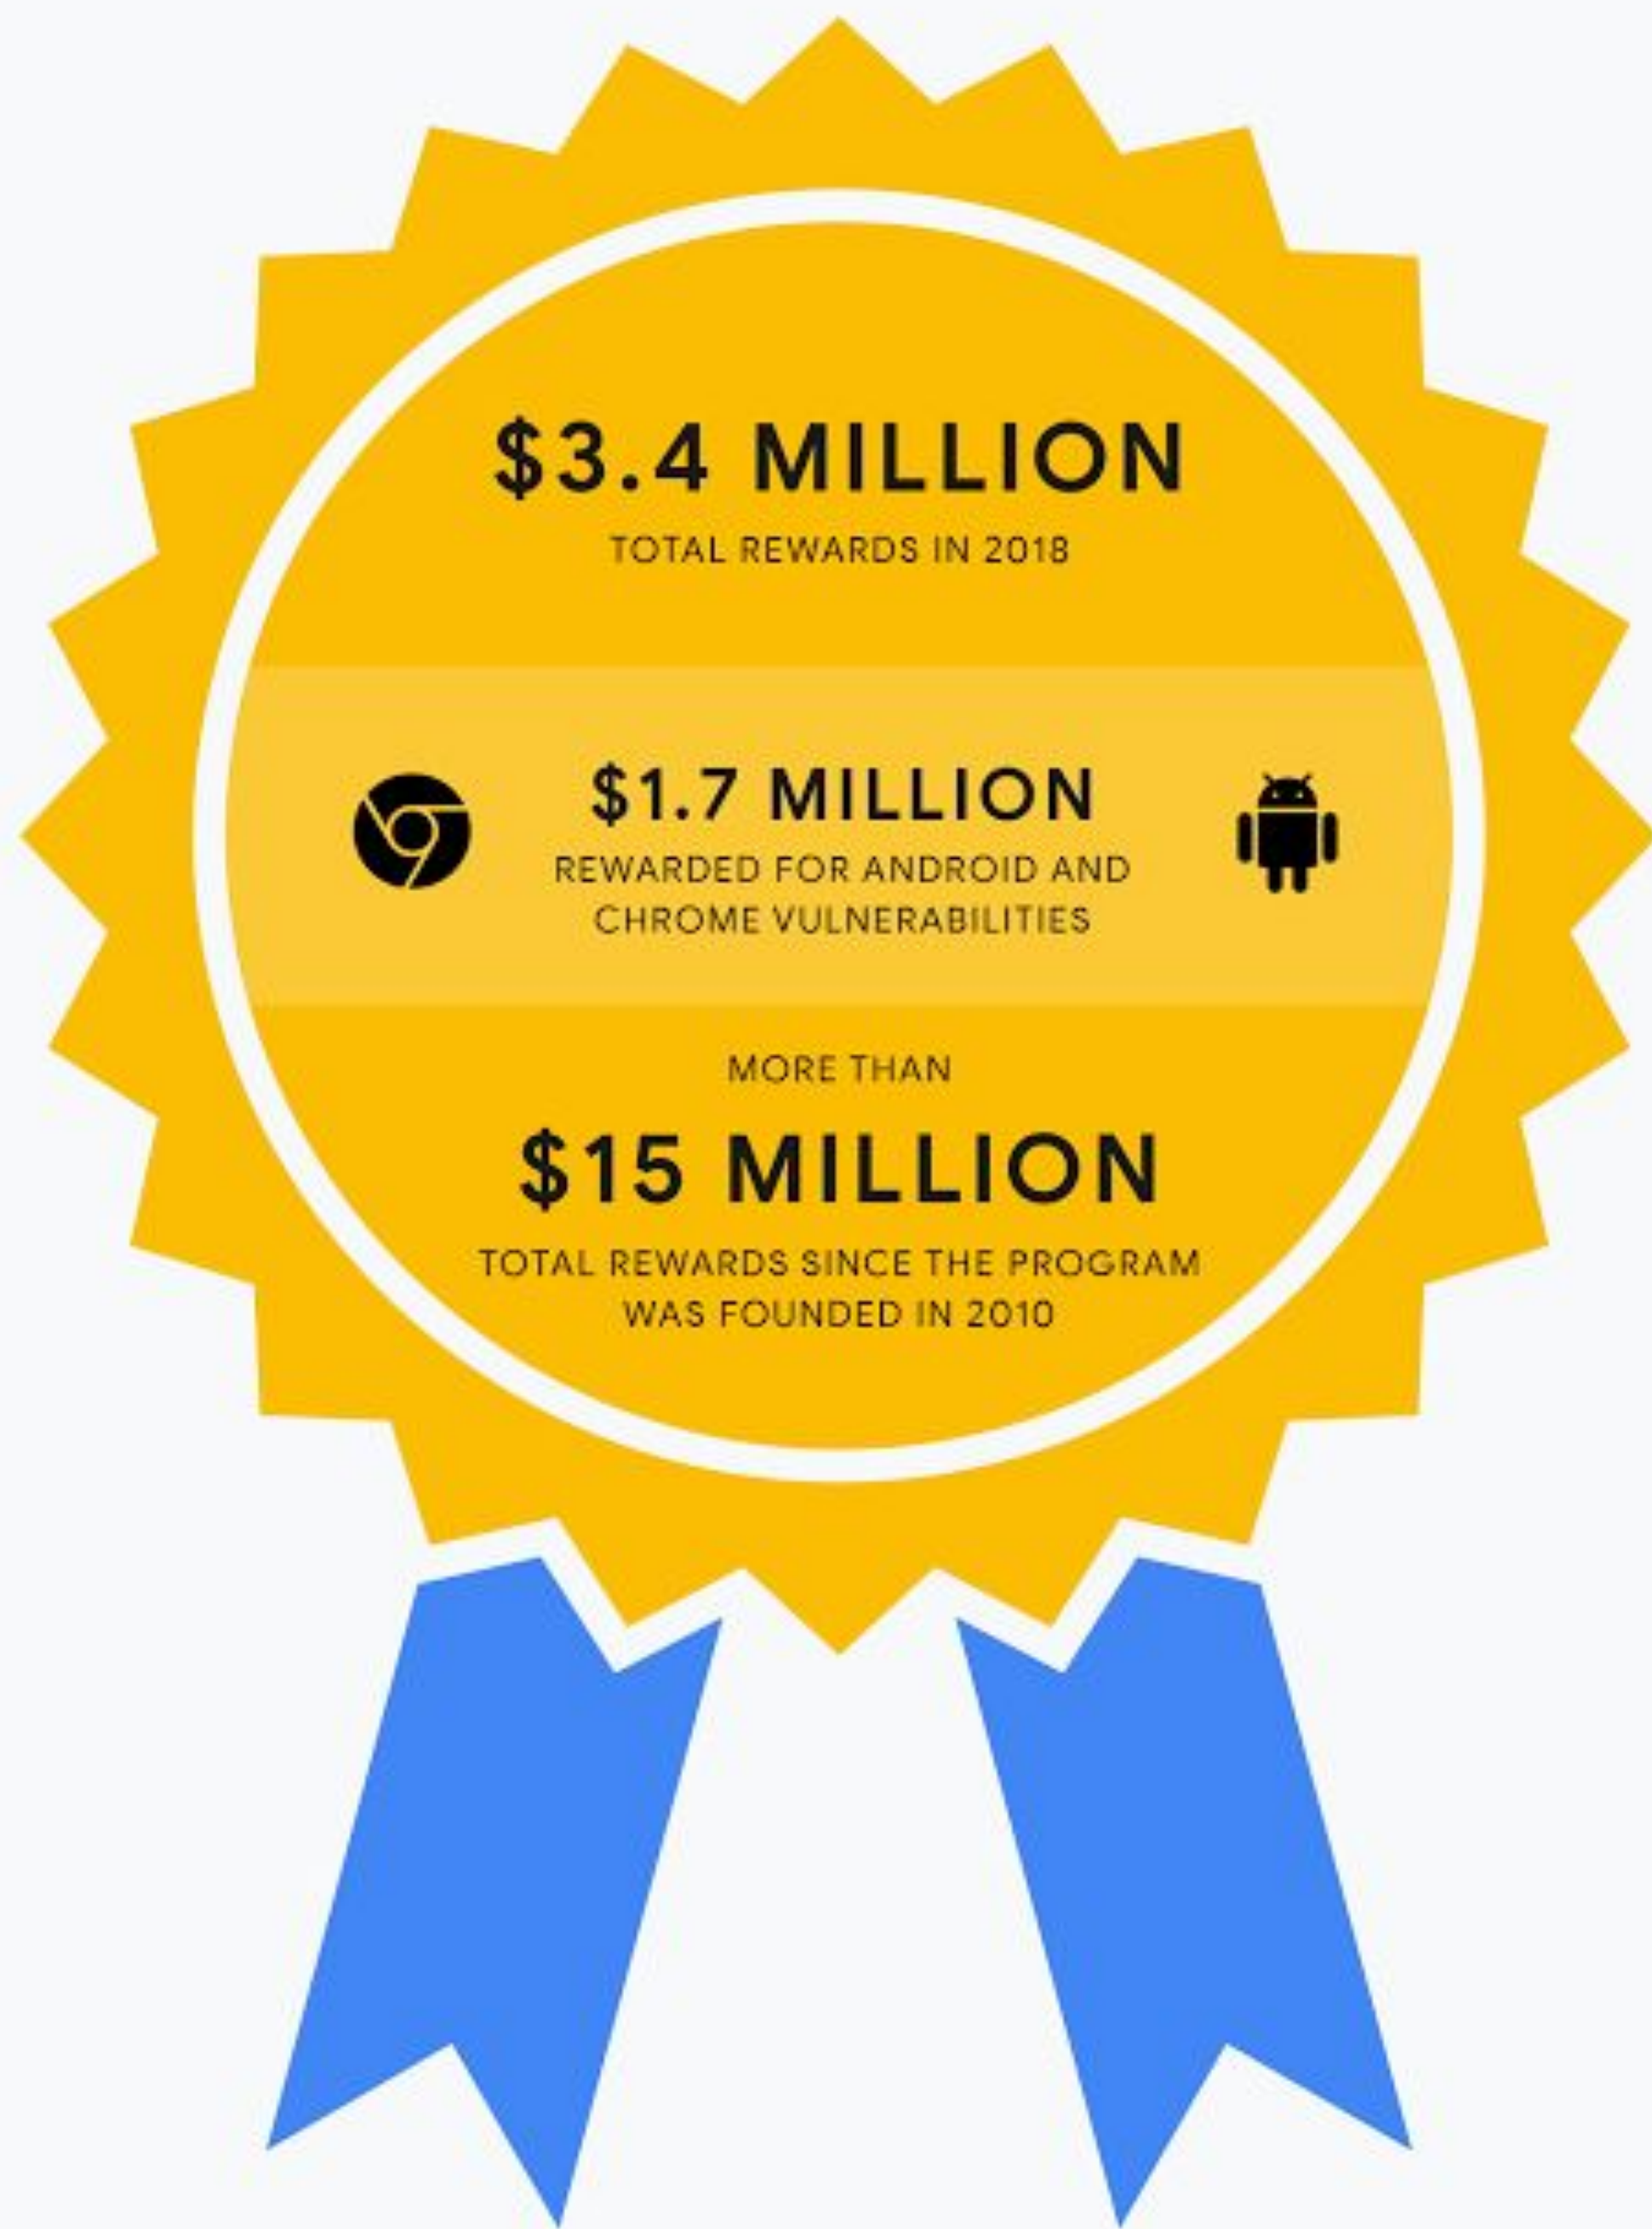 $3.4 MILLION
TOTAL REWARDS IN 2018
$1.7 MILLION
REWARDED FOR ANDROID AND
CHROME VULNERABILITIES
MORE THAN
$15 MILLION
TOTAL REWARDS SINCE THE PROGRAM
WAS FOUNDED IN 2010